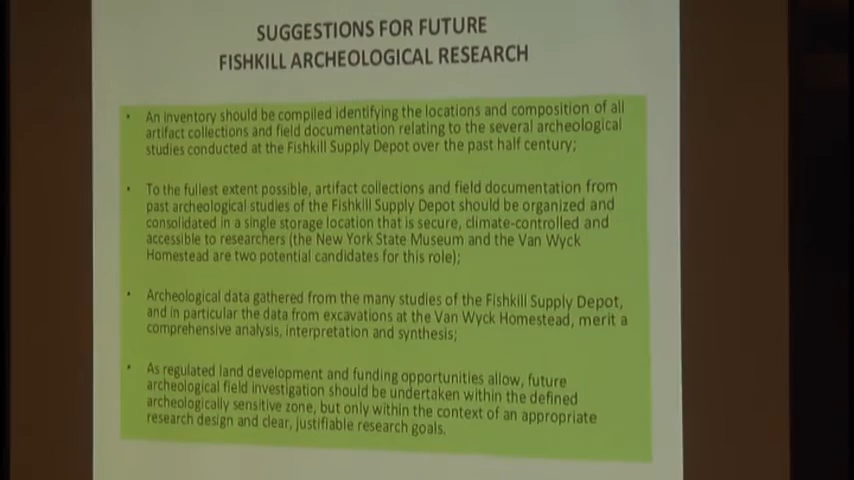 SUGGESTIONS FOR FUTURE
FISHKILL ARCHEOLOGICAL RESEARCH
• An inventory should be compiled identifying the locations and composition of all
artifact collections and field documentation relating to the several archeological
studies conducted at the Fishkill Supply Depot over the past half century;
• To the fullest extent possible, artifact collections and field documentation from
past archeological studies of the Fishkill Supply Depot should be organized and
consolidated in a single storage location that is secure, climate-controlled and
accessible to researchers (the New York State Museum and the Van Wyck
Homestead are two potential candidates for this role);
• Archeological data gathered from the many studies of the Fishkill Supply Depot,
and in particular the data from excavations at the Van Wyck Homestead, merit a
comprehensive analysis, interpretation and synthesis;
• As regulated land development and funding opportunities allow, future
archeological field investigation should be undertaken within the defined
archeologically sensitive zone, but only within the context of an appropriate
research design and clear, justifiable research goals.